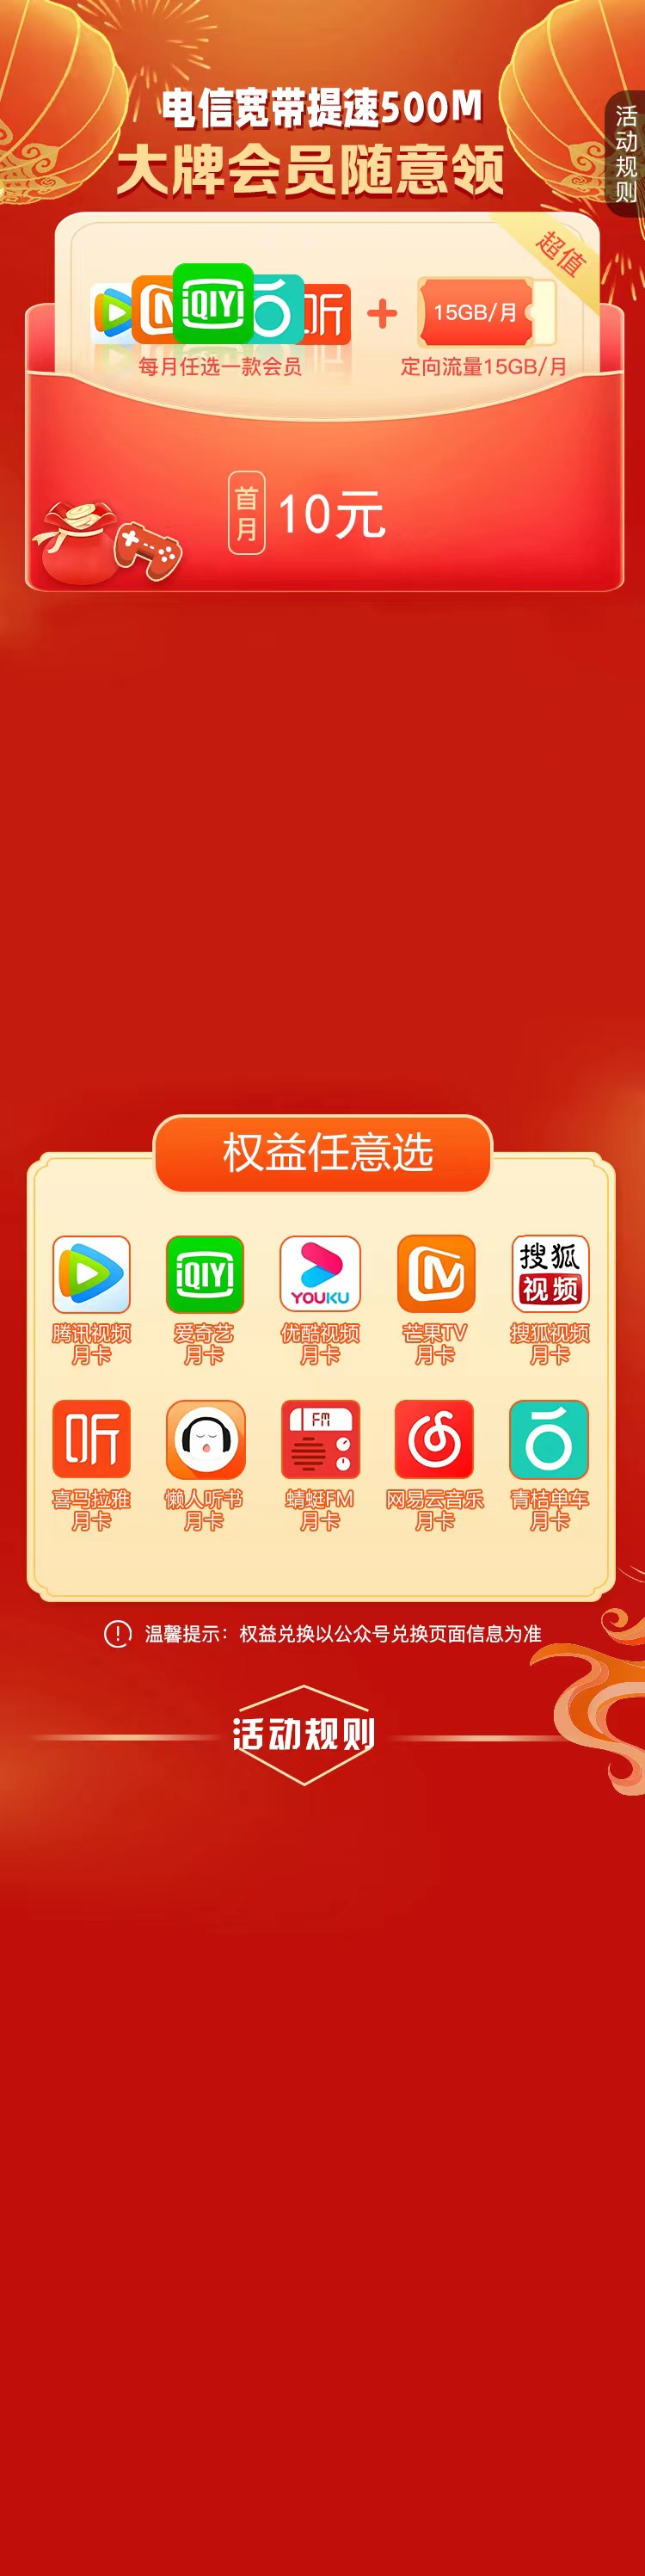 电信宽带提速500M
大牌会员随意领
活动规则
超值
iQIYI
听
15GB/月
每月任选一款会员
定向流量15GB/月
首月
10元
权益任意选
iQIYI
YOUKU
搜狐
视频
腾讯视频
月卡
爱奇艺
月卡
优酷视频
月卡
芒果TV
月卡
搜狐视频
月卡
听
FM
喜马拉雅
月卡
懒人听书
月卡
蜻蜓FM
月卡
网易云音乐
月卡
青桔单车
月卡
温馨提示：权益兑换以公众号兑换页面信息为准
活动规则